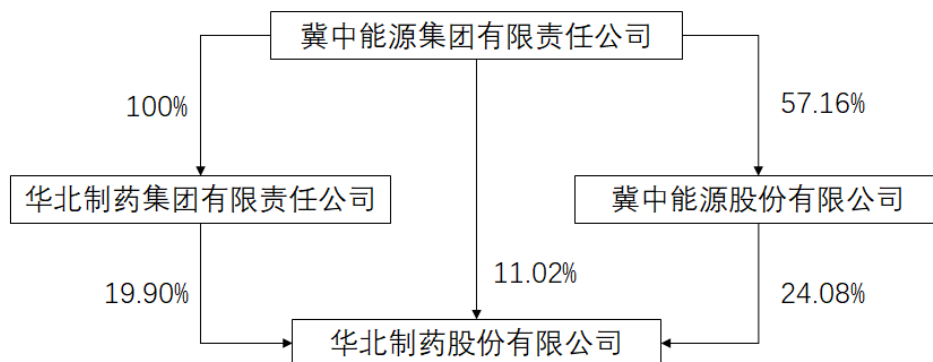 冀中能源集团有限责任公司
100%
57.16%
华北制药集团有限责任公司
冀中能源股份有限公司
19.90%
11.02%
24.08%
华北制药股份有限公司